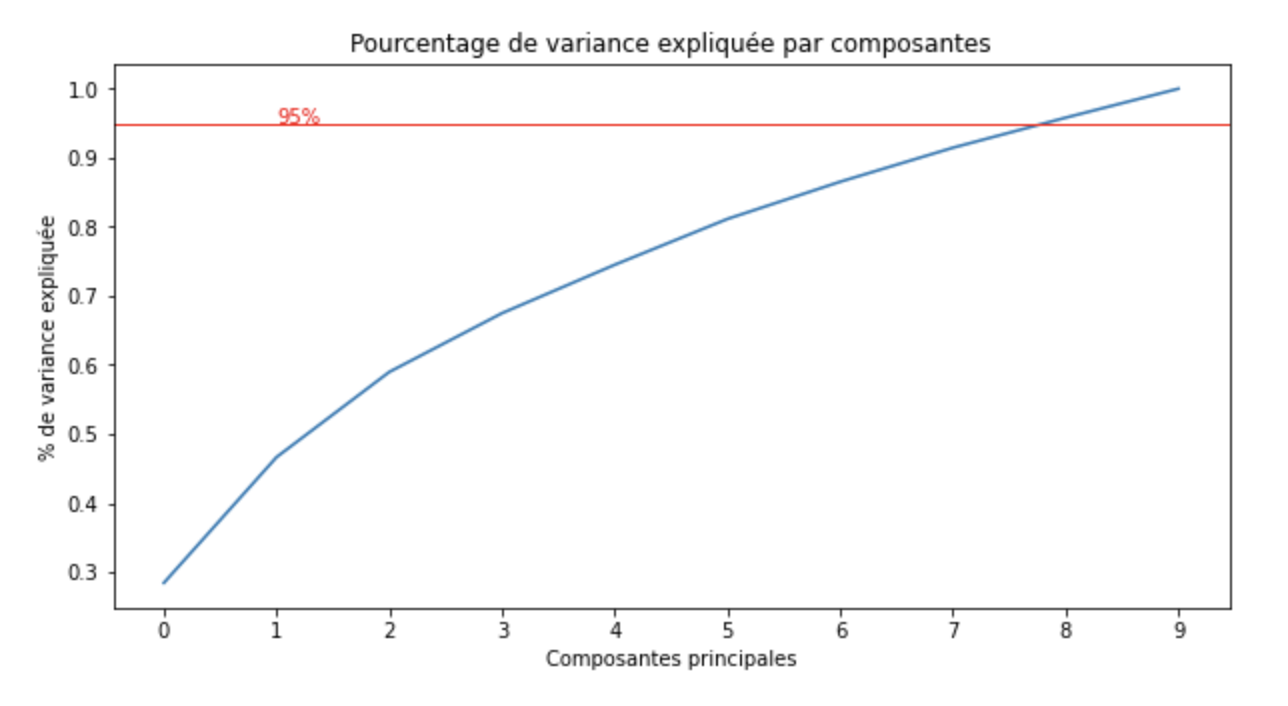 Pourcentage de variance expliquée par composantes
1.0
95%
0.9
0.8
0.7
0.6
0.5
0.4
0.3
% de variance expliquée
0 1 2 3 4 5 6 7 8 9
Composantes principales